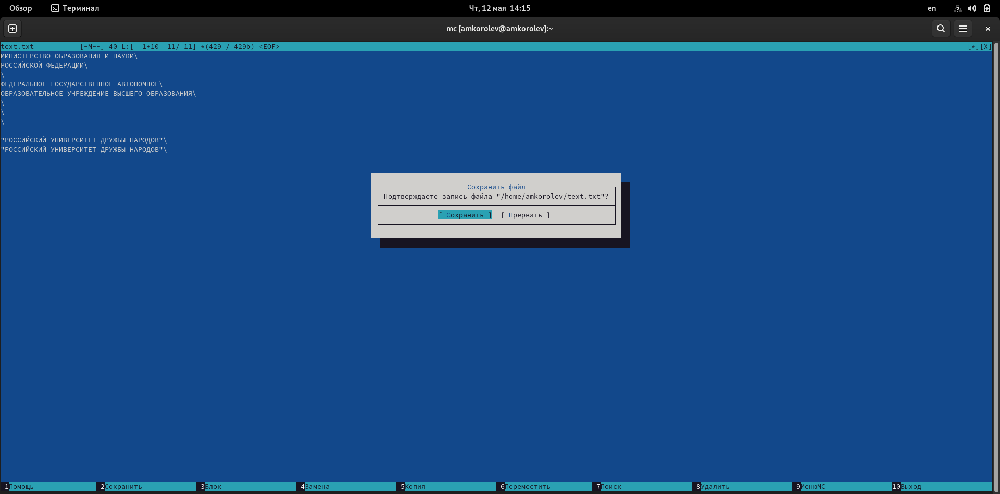 Обзор Терминал Чт, 12 мая 14:15 en
mc [amkorolev@amkorolev]:~
text.txt [-M--] 40 L:[ 1+10 11/ 11] *(429 / 429b) <EOF> [*][X]
МИНИСТЕРСТВО ОБРАЗОВАНИЯ И НАУКИ\
РОССИЙСКОЙ ФЕДЕРАЦИИ\
\
ФЕДЕРАЛЬНОЕ ГОСУДАРСТВЕННОЕ АВТОНОМНОЕ\
ОБРАЗОВАТЕЛЬНОЕ УЧРЕЖДЕНИЕ ВЫСШЕГО ОБРАЗОВАНИЯ\
\
\
\
"РОССИЙСКИЙ УНИВЕРСИТЕТ ДРУЖБЫ НАРОДОВ"\
"РОССИЙСКИЙ УНИВЕРСИТЕТ ДРУЖБЫ НАРОДОВ"\
Сохранить файл
Подтверждаете запись файла "/home/amkorolev/text.txt"?
[ Сохранить ] [ Прервать ]
1Помощь 2Сохранить 3Блок 4Замена 5Копия 6Переместить 7Поиск 8Удалить 9МенюMC 10Выход